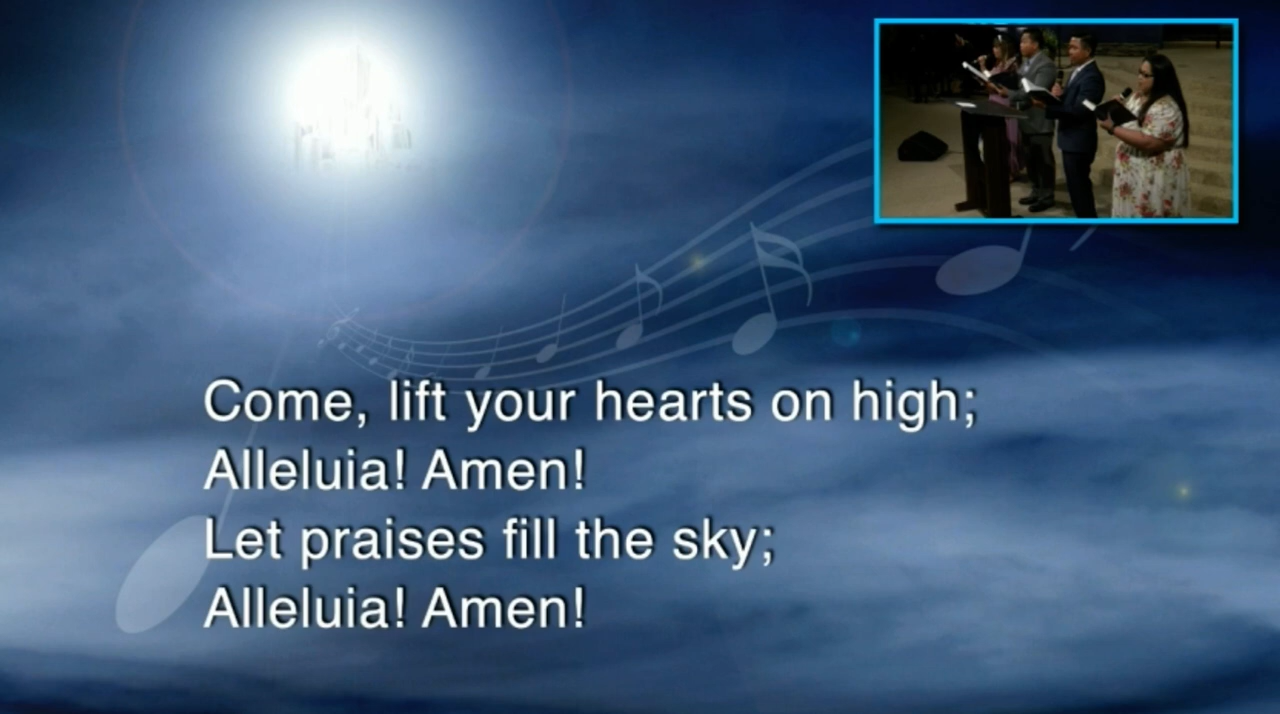 Come, lift your hearts on high;
Alleluia! Amen!
Let praises fill the sky;
Alleluia! Amen!